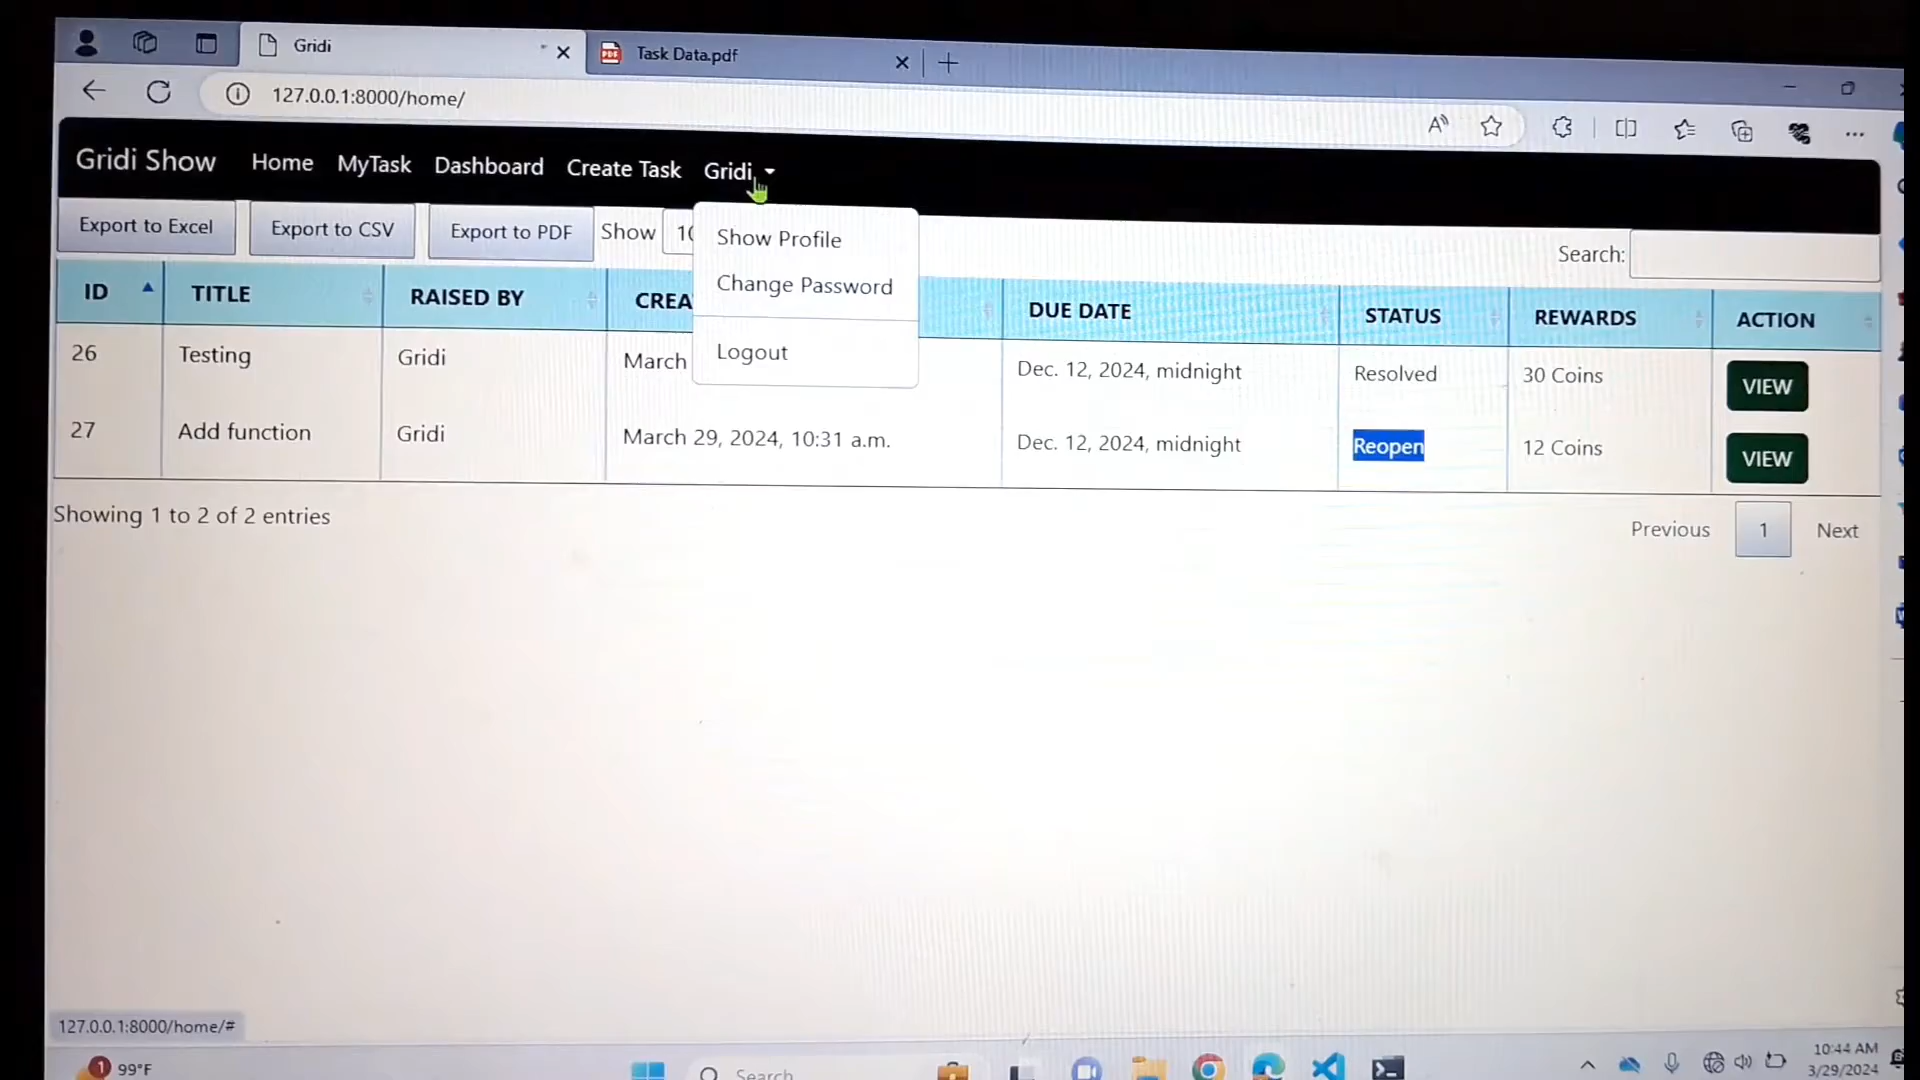 Gridi
Task Data.pdf
127.0.0.1:8000/home/
Gridi Show Home MyTask Dashboard Create Task Gridi
Export to Excel Export to CSV Export to PDF Show 10 Search:
Show Profile
Change Password
Logout
ID TITLE RAISED BY CREA DUE DATE STATUS REWARDS ACTION
26 Testing Gridi March Dec. 12, 2024, midnight Resolved 30 Coins VIEW
27 Add function Gridi March 29, 2024, 10:31 a.m. Dec. 12, 2024, midnight Reopen 12 Coins VIEW
Showing 1 to 2 of 2 entries Previous 1 Next
127.0.0.1:8000/home/#
1 99°F Search 10:44 AM
3/29/2024